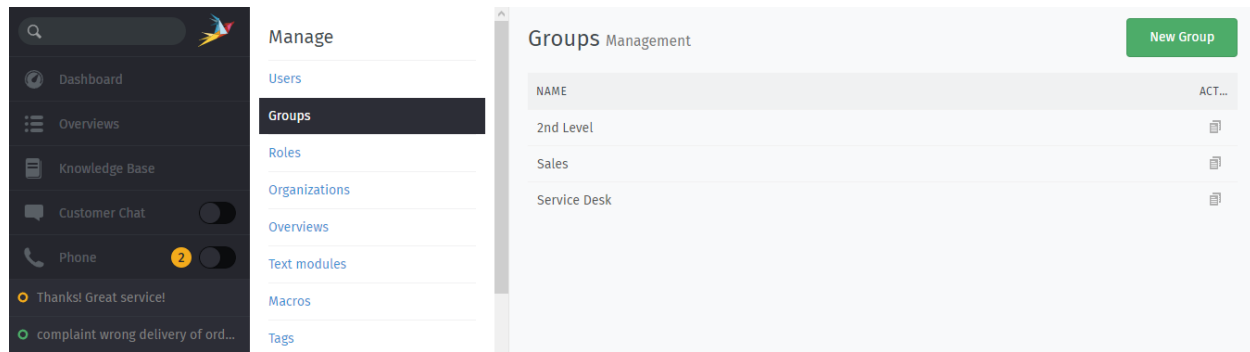 Dashboard
Overviews
Knowledge Base
Customer Chat
Phone 2
Thanks! Great service!
complaint wrong delivery of ord...
Manage
Users
Groups
Roles
Organizations
Overviews
Text modules
Macros
Tags
Groups Management
New Group
NAME ACT...
2nd Level
Sales
Service Desk